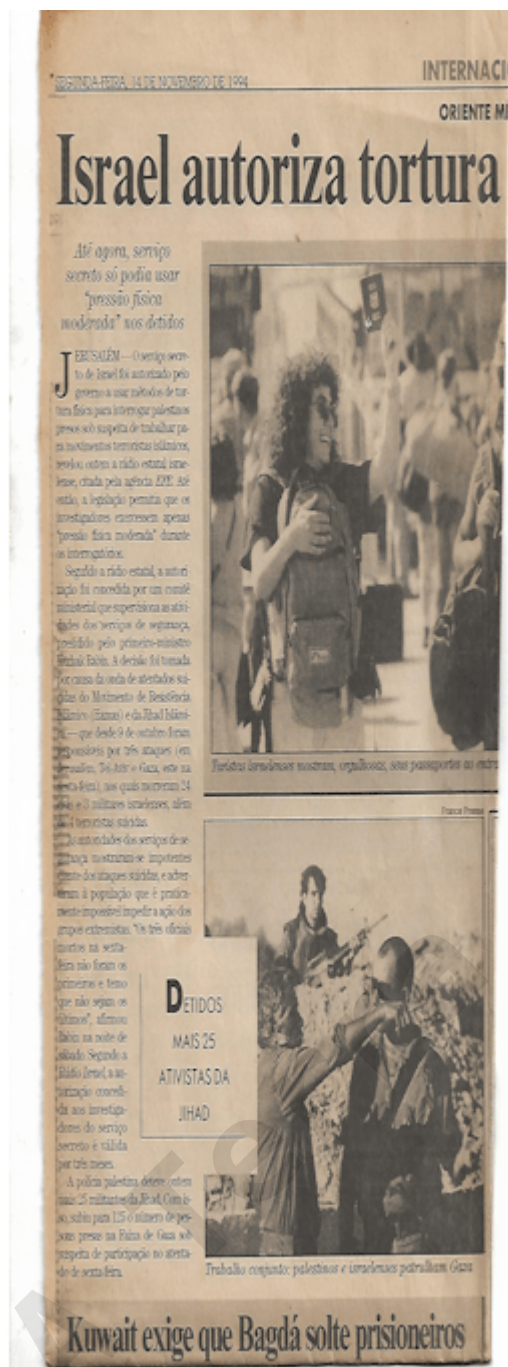 SEGUNDA-FEIRA, 14 DE NOVEMBRO DE 1994
INTERNACI
ORIENTE M
Israel autoriza tortura
Até agora, serviço
secreto só podia usar
"pressão física
moderada" nos detidos
JERUSALÉM — O serviço secre-
to de Israel foi autorizado pelo
governo a usar métodos de tor-
tura física para interrogar palestinos
presos sob suspeita de trabalhar pa-
ra movimentos terroristas islâmicos,
revelou ontem a rádio estatal israe-
lense, citada pela agência EFE. Até
então, a legislação permitia que os
investigadores exercessem apenas
"pressão física moderada" durante
os interrogatórios.
Segundo a rádio estatal, a autori-
zação foi concedida por um comitê
ministerial que supervisiona as ativi-
dades dos serviços de segurança,
presidido pelo primeiro-ministro
Yitzhak Rabin. A decisão foi tomada
por causa da onda de atentados sui-
cidas do Movimento de Resistência
Islâmico (Hamas) e da Jihad Islâmi-
— que desde 9 de outubro foram
responsáveis por três ataques (em
Jerusalém, Tel Aviv e Gaza, este na
sexta-feira), nos quais morreram 24
e 3 militares israelenses, além
terroristas suicidas.
As autoridades dos serviços de se-
gurança mostraram-se impotentes
diante dos ataques suicidas, e adver-
tiram à população que é pratica-
mente impossível impedir a ação dos
grupos extremistas. "Os três oficiais
mortos na sexta-
feira não foram os
primeiros e temo
que não sejam os
últimos", afirmou
Rabin na noite de
sábado. Segundo a
Rádio Israel, a au-
torização concedi-
da aos investiga-
dores do serviço
secreto é válida
por três meses.
A polícia palestina deteve ontem
mais 25 militantes da Jihad. Com is-
so, subiu para 125 o número de pes-
soas presas na Faixa de Gaza sob
suspeita de participação no atenta-
do de sexta-feira.
Turistas israelenses mostram, orgulhosos, seus passaportes ao entra
France Presse
DETIDOS
MAIS 25
ATIVISTAS DA
JIHAD
Trabalho conjunto: palestinos e israelenses patrulham Gaza
Kuwait exige que Bagdá solte prisioneiros